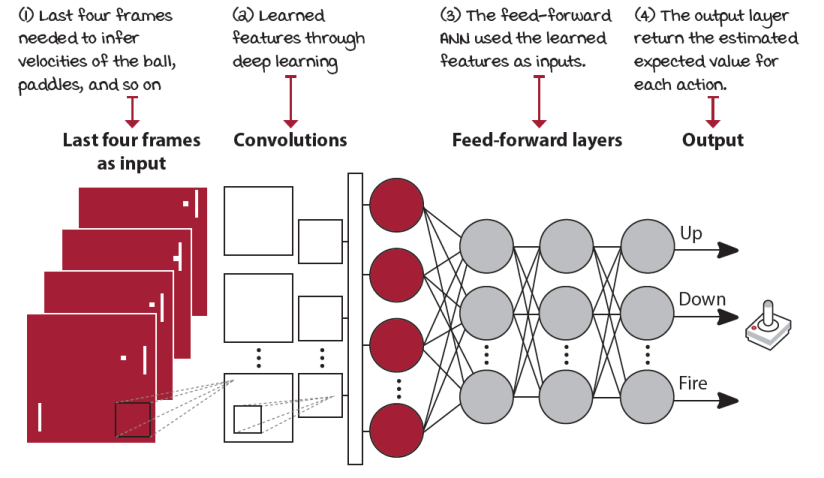 (1) Last four frames
needed to infer
velocities of the ball,
paddles, and so on
(2) Learned
features through
deep learning
(3) The feed-forward
ANN used the learned
features as inputs.
(4) The output layer
return the estimated
expected value for
each action.
Last four frames
as input
Convolutions
Feed-forward layers
Output
Up
Down
Fire